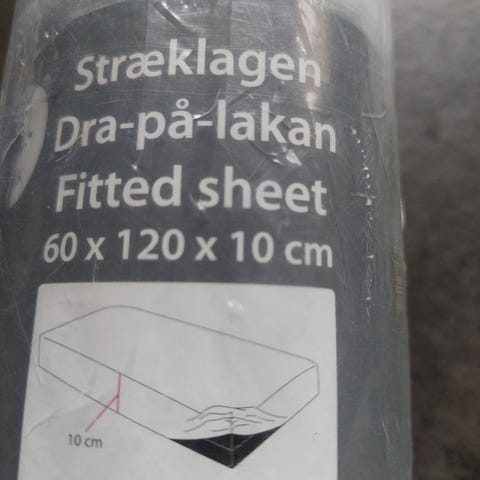 Stræklagen
Dra-på-lakan
Fitted sheet
60 x 120 x 10 cm
10 cm